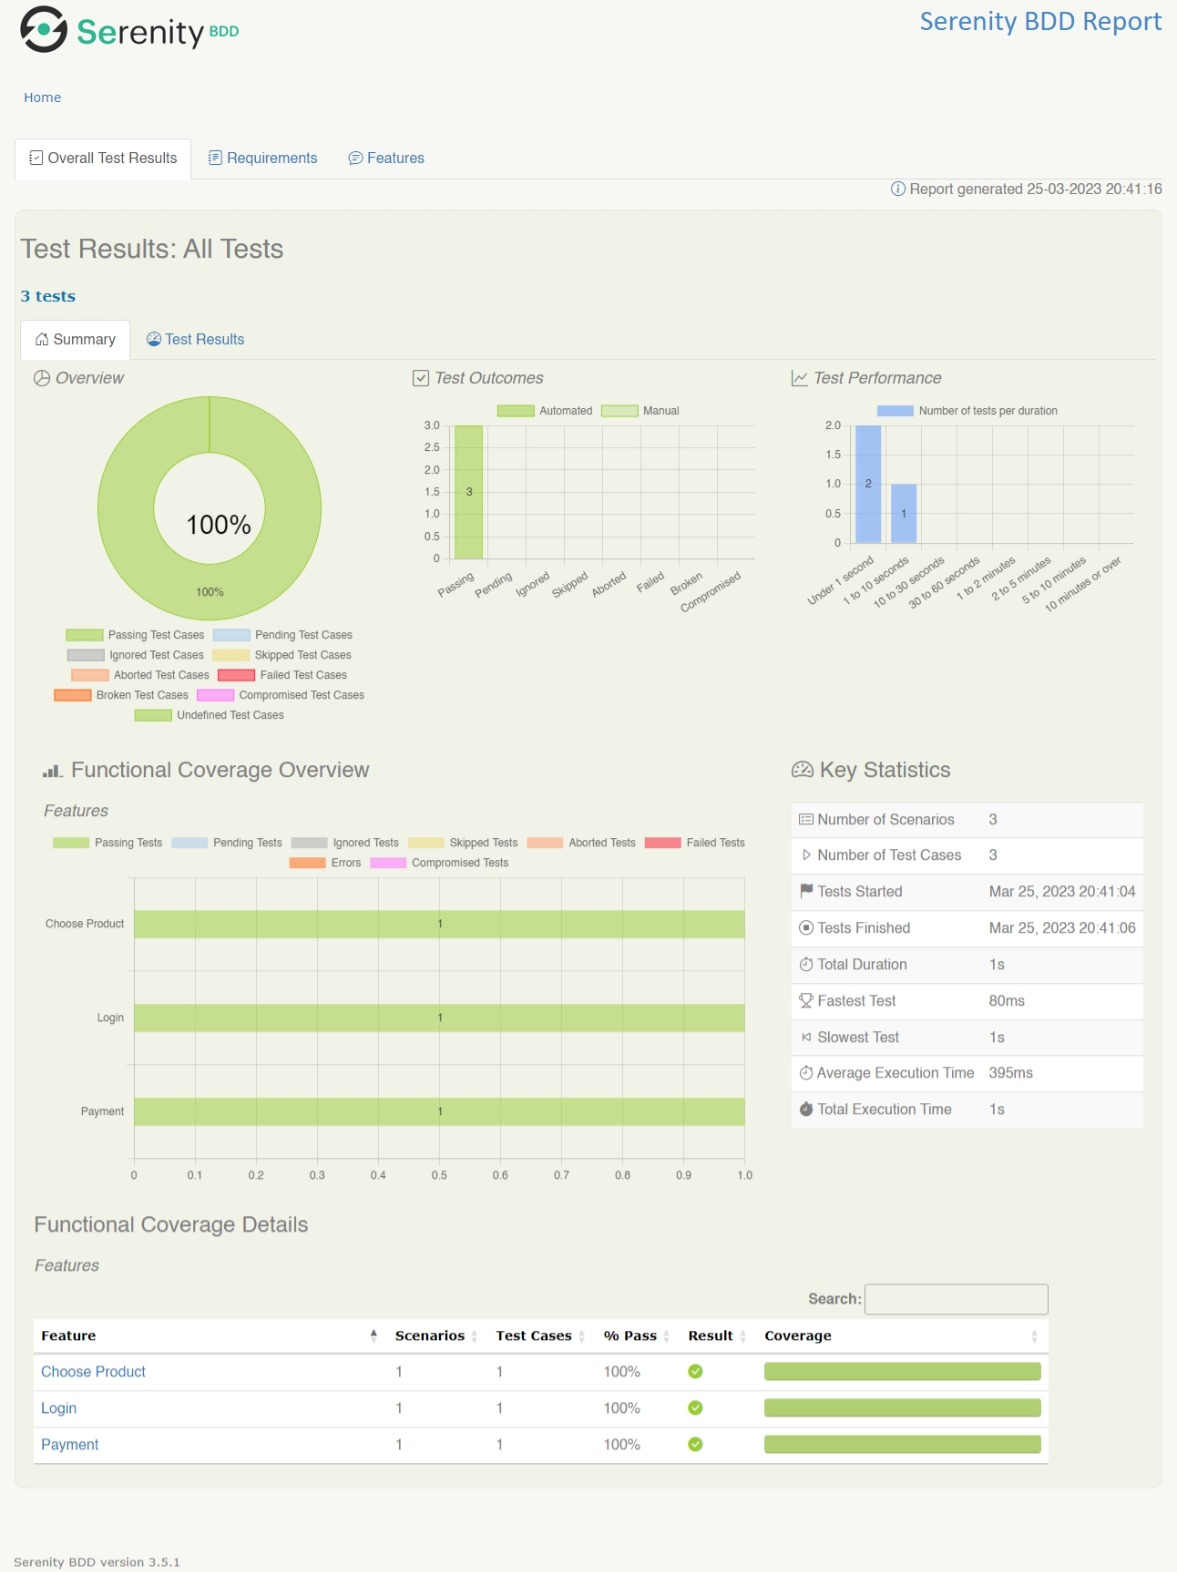 Serenity BDD
Serenity BDD Report
Home
Overall Test Results
Requirements
Features
Report generated 25-03-2023 20:41:16
Test Results: All Tests
3 tests
Summary
Test Results
Overview
100%
100%
Passing Test Cases
Pending Test Cases
Ignored Test Cases
Skipped Test Cases
Aborted Test Cases
Failed Test Cases
Broken Test Cases
Compromised Test Cases
Undefined Test Cases
Test Outcomes
Automated
Manual
3.0
2.5
2.0
1.5
1.0
0.5
0
3
Passing
Pending
Ignored
Skipped
Aborted
Failed
Broken
Compromised
Test Performance
Number of tests per duration
2.0
1.5
1.0
0.5
0
2
1
Under 1 second
1 to 10 seconds
10 to 30 seconds
30 to 60 seconds
1 to 2 minutes
2 to 5 minutes
5 to 10 minutes
10 minutes or over
Functional Coverage Overview
Features
Passing Tests
Pending Tests
Ignored Tests
Skipped Tests
Aborted Tests
Failed Tests
Errors
Compromised Tests
Choose Product
1
Login
1
Payment
1
0 0.1 0.2 0.3 0.4 0.5 0.6 0.7 0.8 0.9 1.0
Key Statistics
Number of Scenarios 3
Number of Test Cases 3
Tests Started Mar 25, 2023 20:41:04
Tests Finished Mar 25, 2023 20:41:06
Total Duration 1s
Fastest Test 80ms
Slowest Test 1s
Average Execution Time 395ms
Total Execution Time 1s
Functional Coverage Details
Features
Search:
Feature Scenarios Test Cases % Pass Result Coverage
Choose Product 1 1 100%
Login 1 1 100%
Payment 1 1 100%
Serenity BDD version 3.5.1